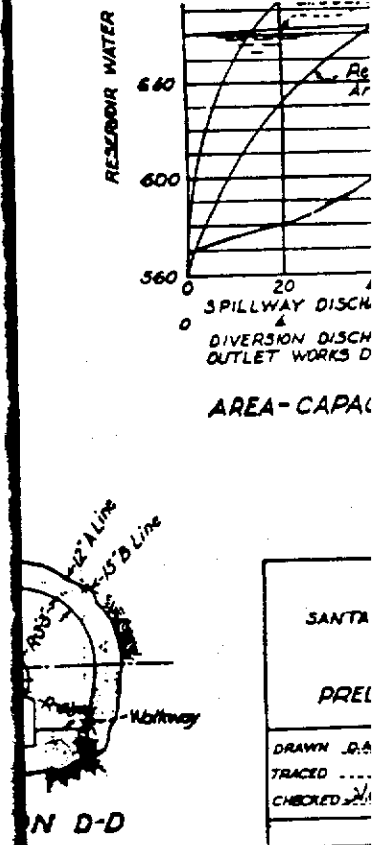 RESERVOIR WATER
640
600
560
20
SPILLWAY DISCH
0
&
DIVERSION DISCH
OUTLET WORKS D
AREA-CAPAC
12" A Line
15" B Line
Walkway
N D-D
SANTA
PREL
DRAWN
TRACED
CHECKED